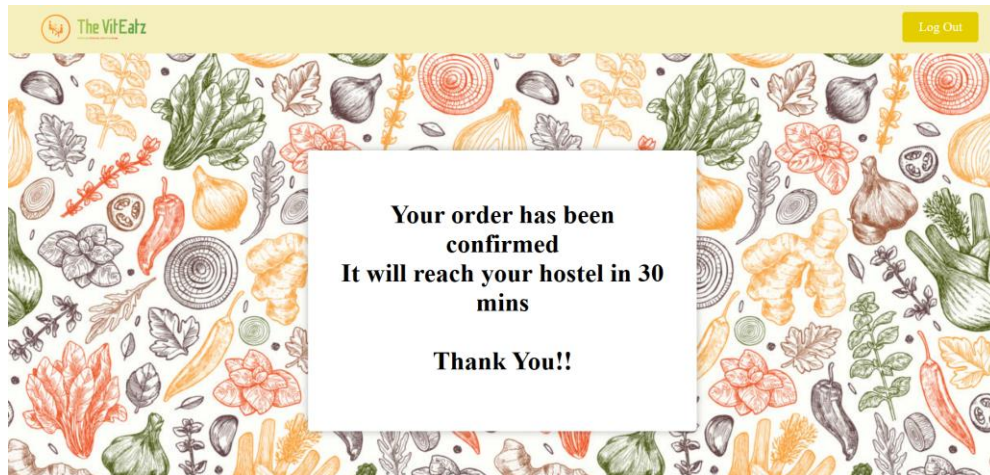 The VitEatz
Log Out
Your order has been
confirmed
It will reach your hostel in 30
mins
Thank You!!